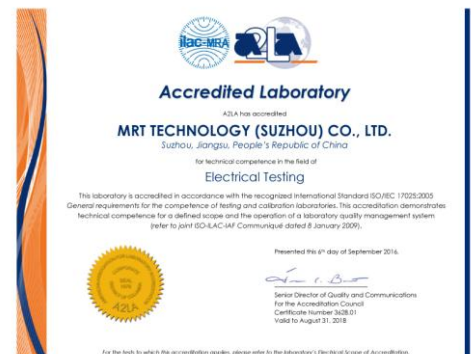 ilac-MRA
A2LA
Accredited Laboratory
A2LA has accredited
MRT TECHNOLOGY (SUZHOU) CO., LTD.
Suzhou, Jiangsu, People's Republic of China
for technical competence in the field of
Electrical Testing
This laboratory is accredited in accordance with the recognized International Standard ISO/IEC 17025:2005
General requirements for the competence of testing and calibration laboratories. This accreditation demonstrates
technical competence for a defined scope and the operation of a laboratory quality management system
(refer to joint ISO-ILAC-IAF Communiqué dated 8 January 2009).
Presented this 6th day of September 2016.
Senior Director of Quality and Communications
For the Accreditation Council
Certificate Number 3628.01
Valid to August 31, 2018
CORPORATE
SEAL
A2LA
For the tests to which this accreditation applies, please refer to the laboratory's Electrical Scope of Accreditation.